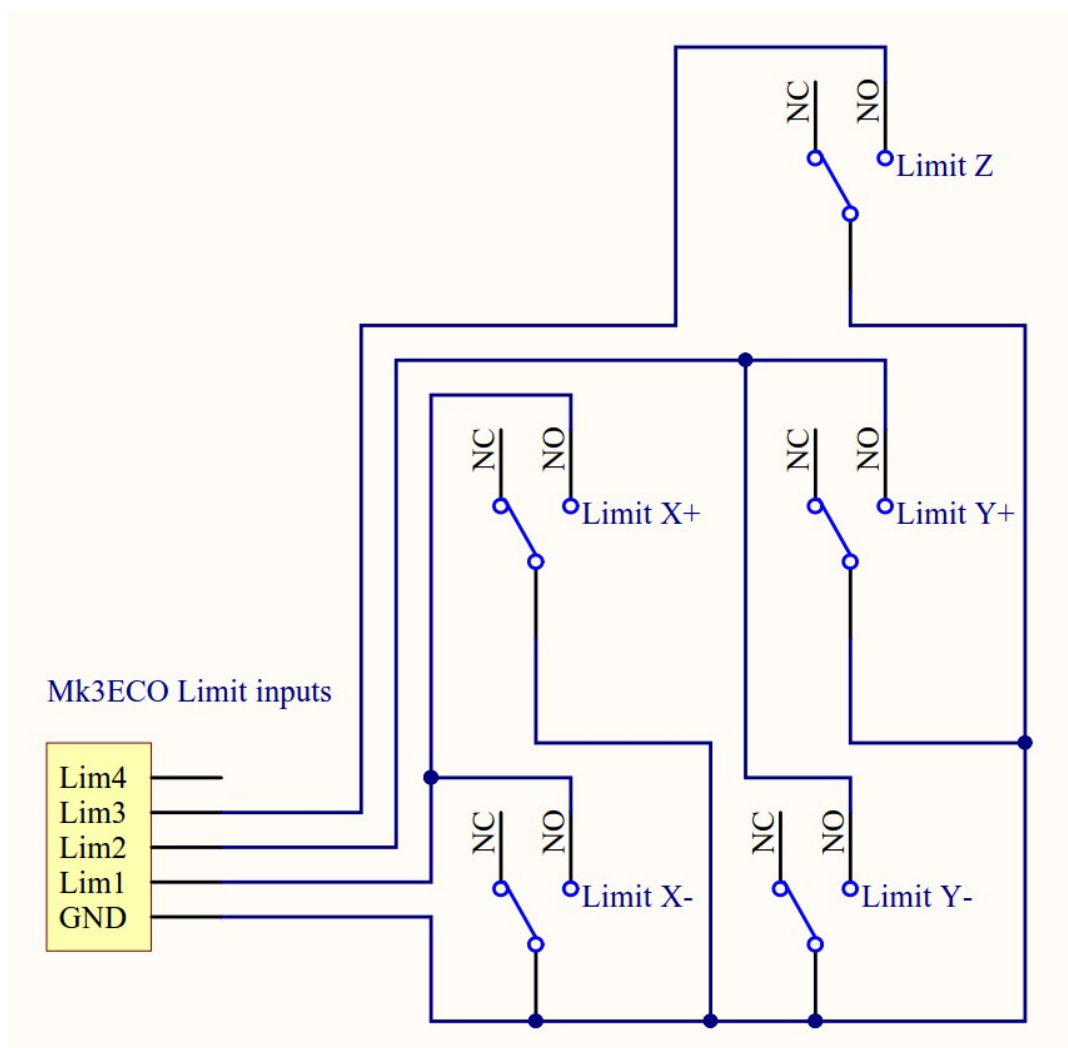 NC NO
Limit Z
NC NO
Limit X+
NC NO
Limit Y+
Mk3ECO Limit inputs
Lim4
Lim3
Lim2
Lim1
GND
NC NO
Limit X-
NC NO
Limit Y-